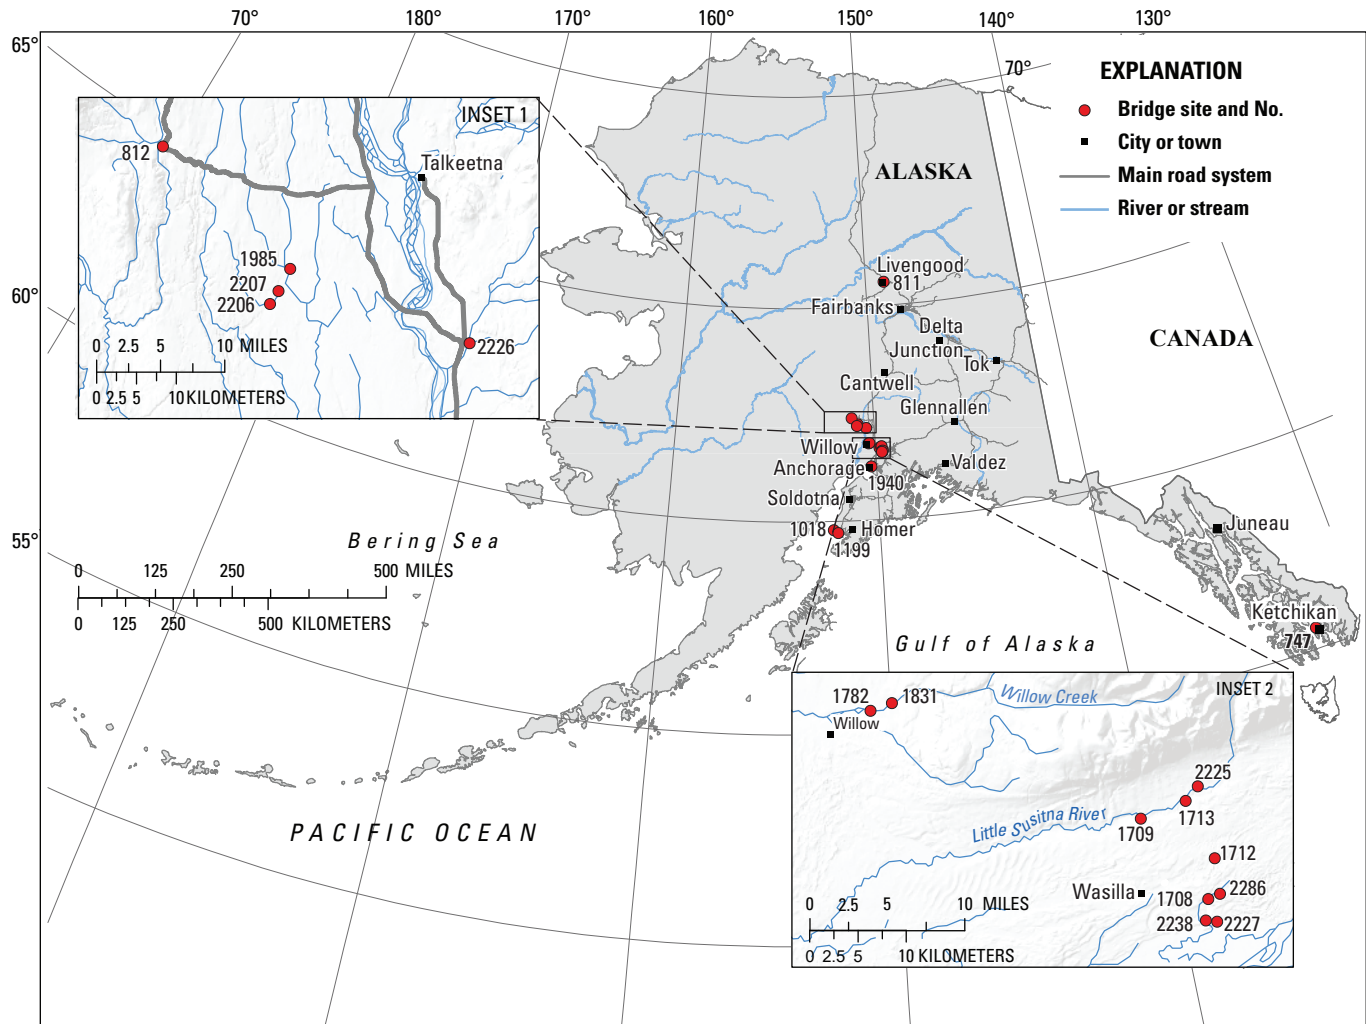 70° 180° 170° 160° 150° 140° 130°
65°
60°
55°
70°
EXPLANATION
Bridge site and No.
City or town
Main road system
River or stream
INSET 1
812
Talkeetna
1985
2207
2206
2226
0 2.5 5 10 MILES
0 2.5 5 10 KILOMETERS
ALASKA
CANADA
Livengood
811
Fairbanks
Delta
Junction
Tok
Cantwell
Glennallen
Willow
Anchorage
1940
Valdez
Soldotna
1018
Homer
1199
Juneau
Ketchikan
747
Bering Sea
0 125 250 500 MILES
0 125 250 500 KILOMETERS
Gulf of Alaska
PACIFIC OCEAN
INSET 2
1782
1831
Willow Creek
Willow
2225
1713
Little Susitna River
1709
1712
Wasilla
1708
2286
2238
2227
0 2.5 5 10 MILES
0 2.5 5 10 KILOMETERS